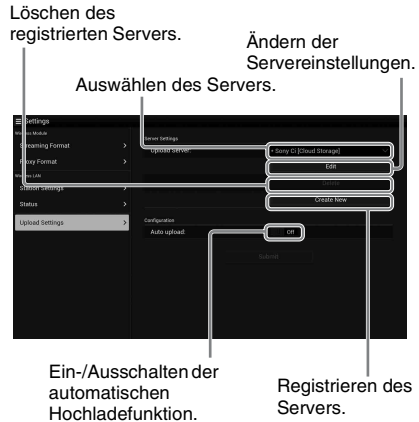 Löschen des
registrierten Servers.
Ändern der
Servereinstellungen.
Auswählen des Servers.
Settings
Wireless Module
Streaming Format
Proxy Format
Wireless LAN
Station Settings
Status
Upload Settings
Server Settings
Upload Server:
Sony Ci [Cloud Storage]
Edit
Delete
Create New
Configuration
Auto upload:
Off
Submit
Ein-/Ausschalten der
automatischen
Hochladefunktion.
Registrieren des
Servers.